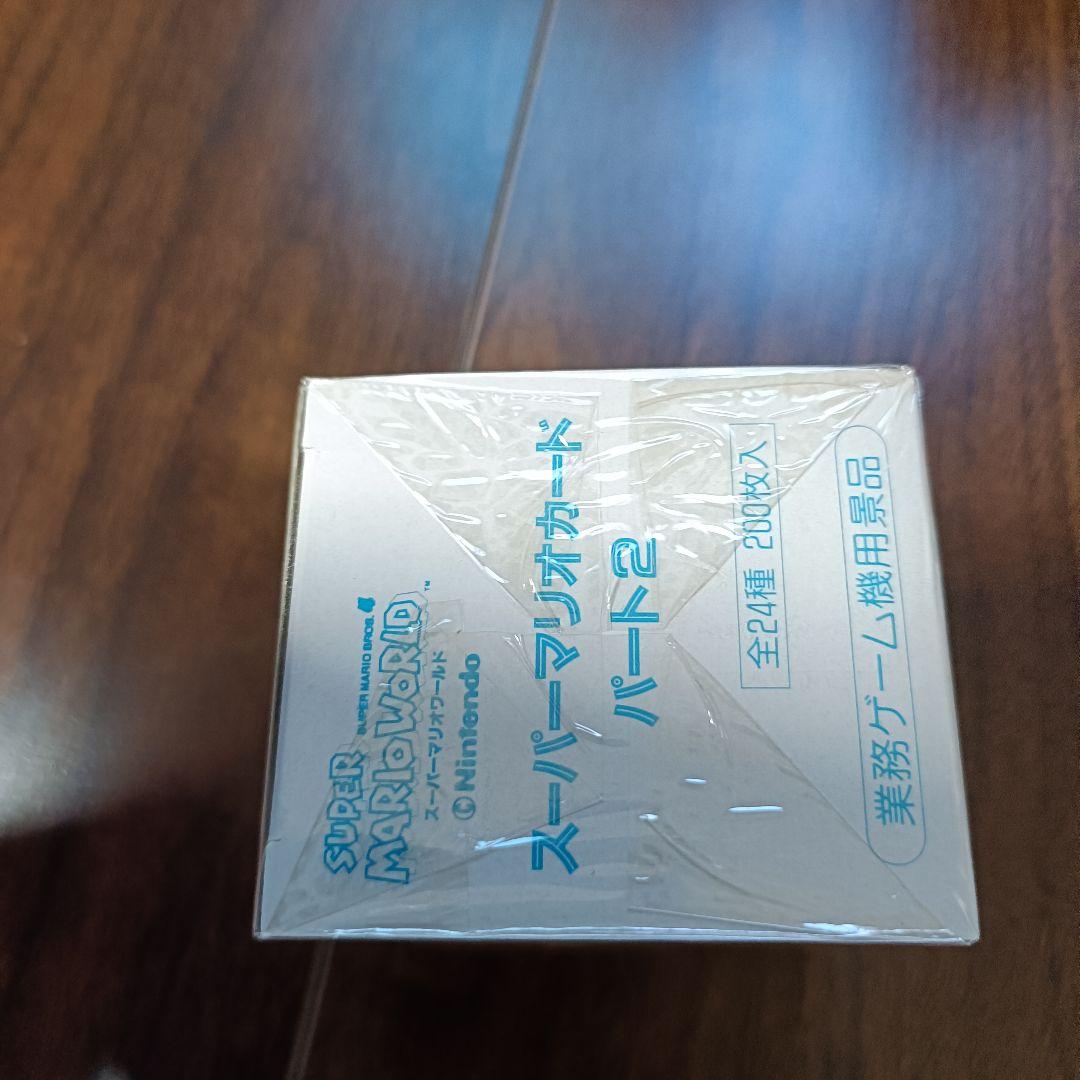 SUPER MARIO BROS. 4
SUPER
MARIO WORLD™
スーパーマリオワールド
©Nintendo
スーパーマリオカード
パート2
全24種 200枚入
業務ゲーム機用景品